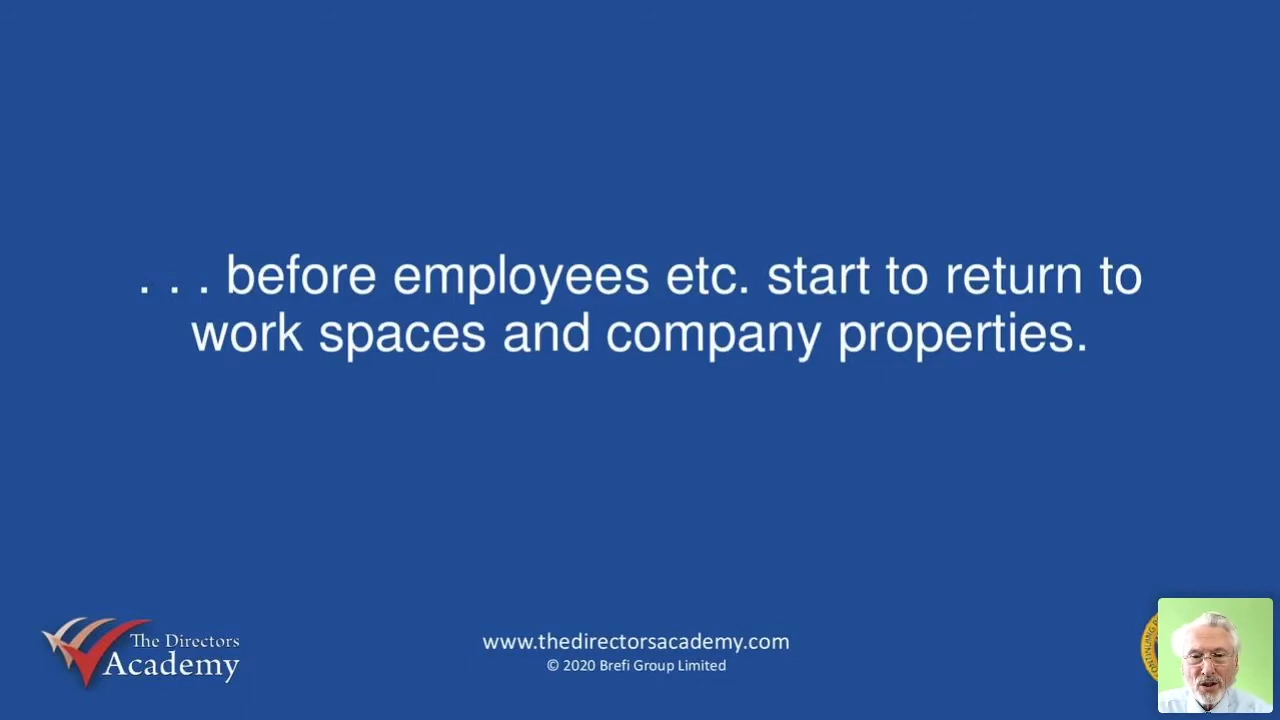 . . . before employees etc. start to return to
work spaces and company properties.
The Directors
Academy
www.thedirectorsacademy.com
© 2020 Brefi Group Limited